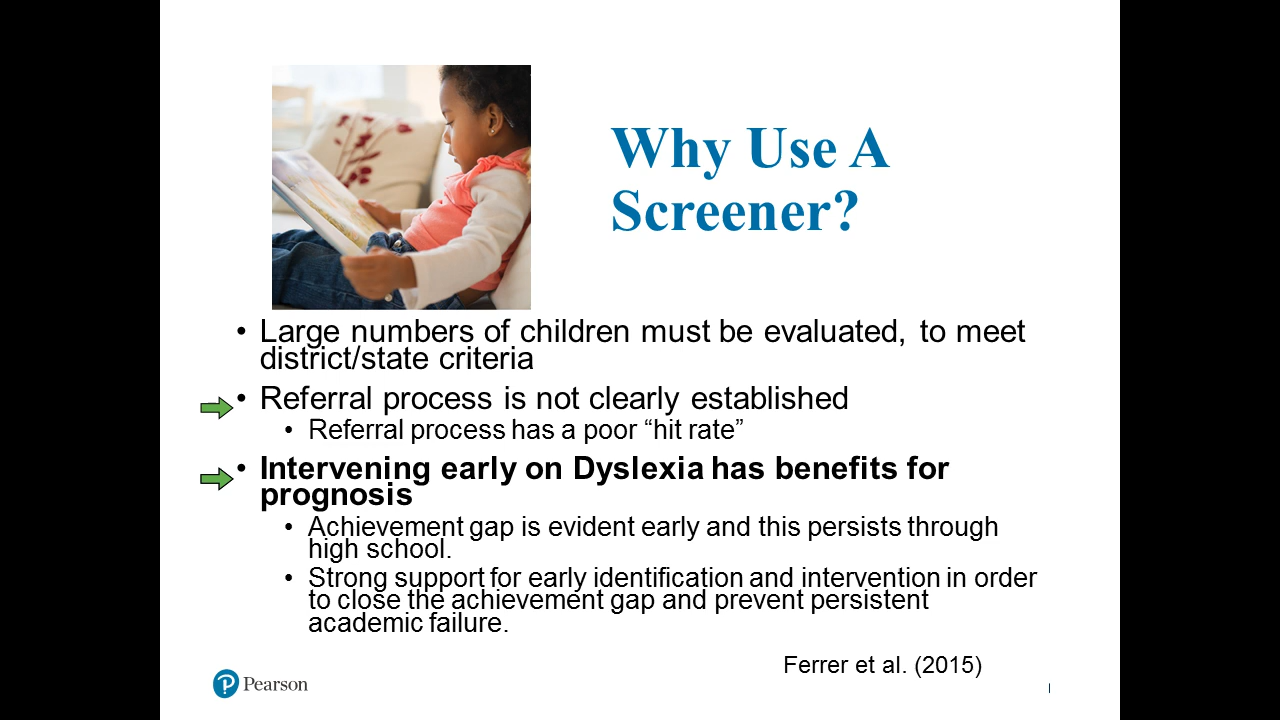 Why Use A
Screener?
• Large numbers of children must be evaluated, to meet
district/state criteria
• Referral process is not clearly established
• Referral process has a poor “hit rate”
• Intervening early on Dyslexia has benefits for
prognosis
• Achievement gap is evident early and this persists through
high school.
• Strong support for early identification and intervention in order
to close the achievement gap and prevent persistent
academic failure.
Ferrer et al. (2015)
Pearson